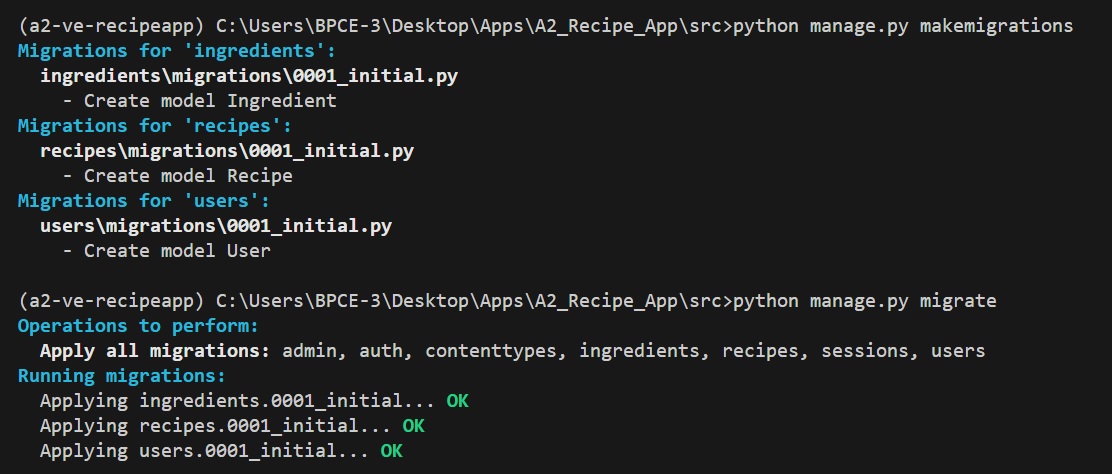 (a2-ve-recipeapp) C:\Users\BPCE-3\Desktop\Apps\A2_Recipe_App\src>python manage.py makemigrations
Migrations for 'ingredients':
  ingredients\migrations\0001_initial.py
    - Create model Ingredient
Migrations for 'recipes':
  recipes\migrations\0001_initial.py
    - Create model Recipe
Migrations for 'users':
  users\migrations\0001_initial.py
    - Create model User
(a2-ve-recipeapp) C:\Users\BPCE-3\Desktop\Apps\A2_Recipe_App\src>python manage.py migrate
Operations to perform:
  Apply all migrations: admin, auth, contenttypes, ingredients, recipes, sessions, users
Running migrations:
  Applying ingredients.0001_initial... OK
  Applying recipes.0001_initial... OK
  Applying users.0001_initial... OK